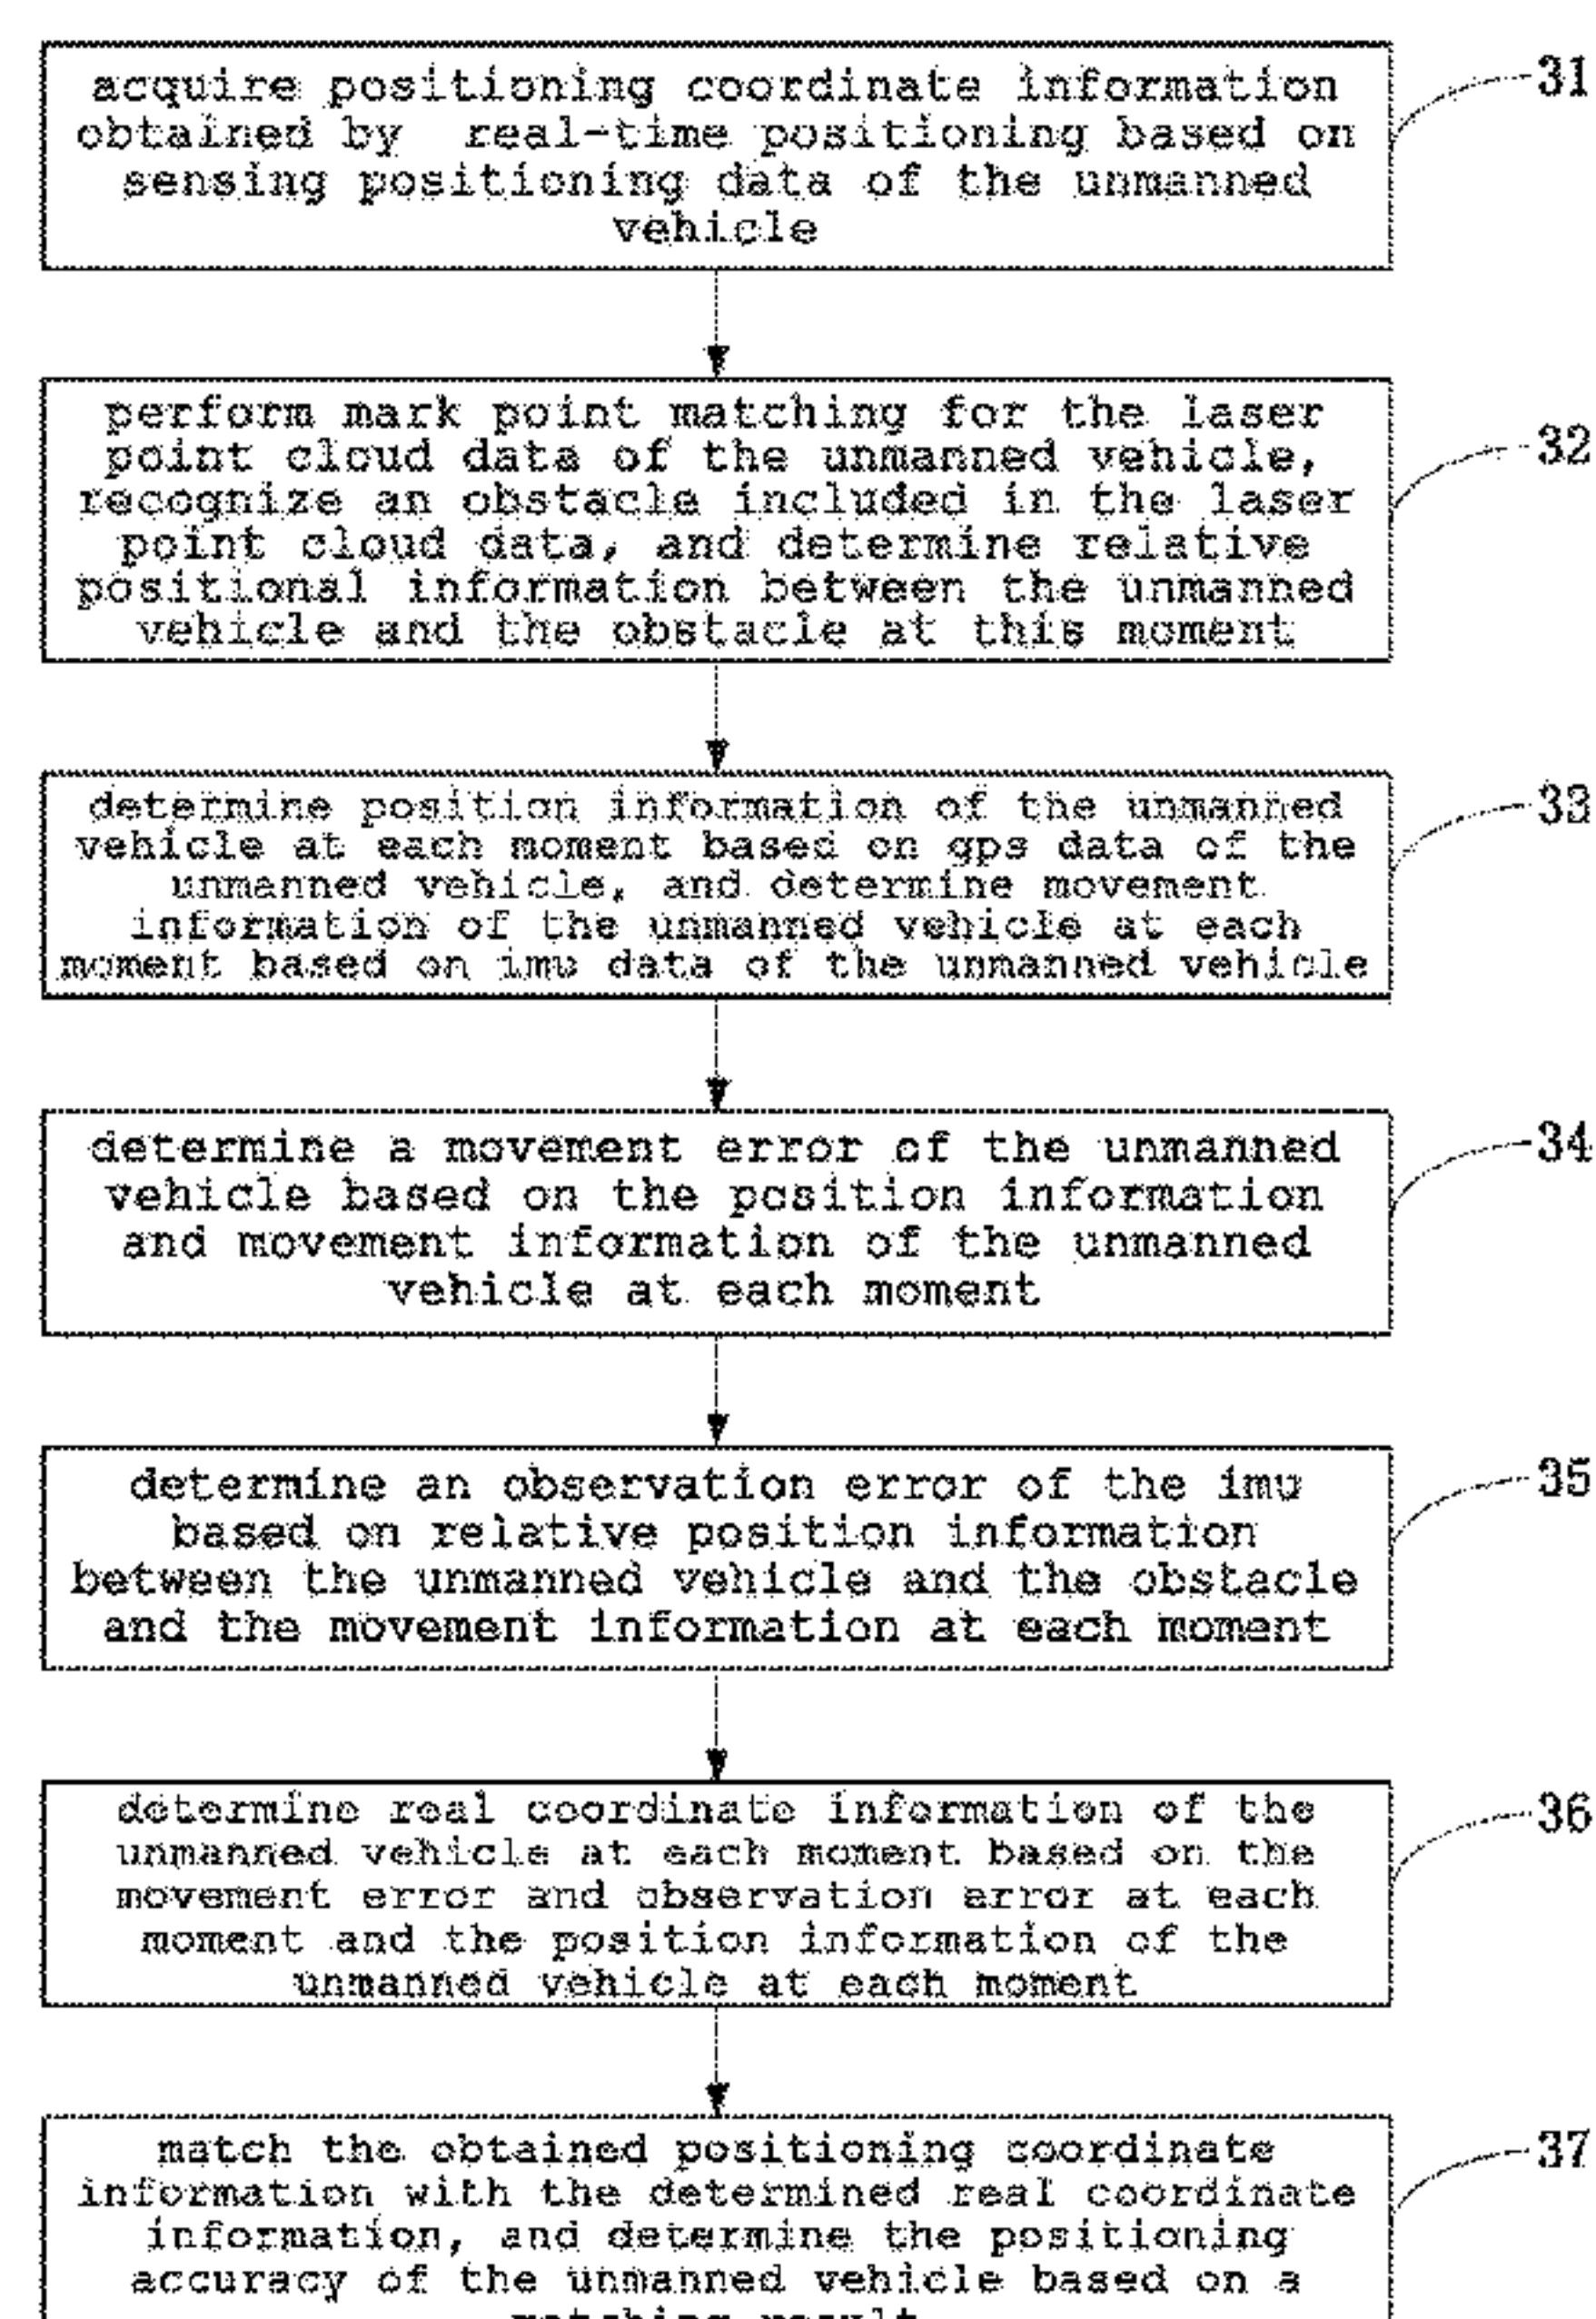 acquire positioning coordinate information
31
obtained by real-time positioning based on
sensing positioning data of the unmanned
vehicle
perform mark point matching for the laser
32
point cloud data of the unmanned vehicle,
recognize an obstacle included in the laser
point cloud data, and determine relative
positional information between the unmanned
vehicle and the obstacle at this moment
determine position information of the unmanned
33
vehicle at each moment based on gps data of the
unmanned vehicle, and determine movement
information of the unmanned vehicle at each
moment based on imu data of the unmanned vehicle
determine a movement error of the unmanned
34
vehicle based on the position information
and movement information of the unmanned
vehicle at each moment
determine an observation error of the imu
35
based on relative position information
between the unmanned vehicle and the obstacle
and the movement information at each moment
determine real coordinate information of the
36
unmanned vehicle at each moment based on the
movement error and observation error at each
moment and the position information of the
unmanned vehicle at each moment
match the obtained positioning coordinate
37
information with the determined real coordinate
information, and determine the positioning
accuracy of the unmanned vehicle based on a
matching result